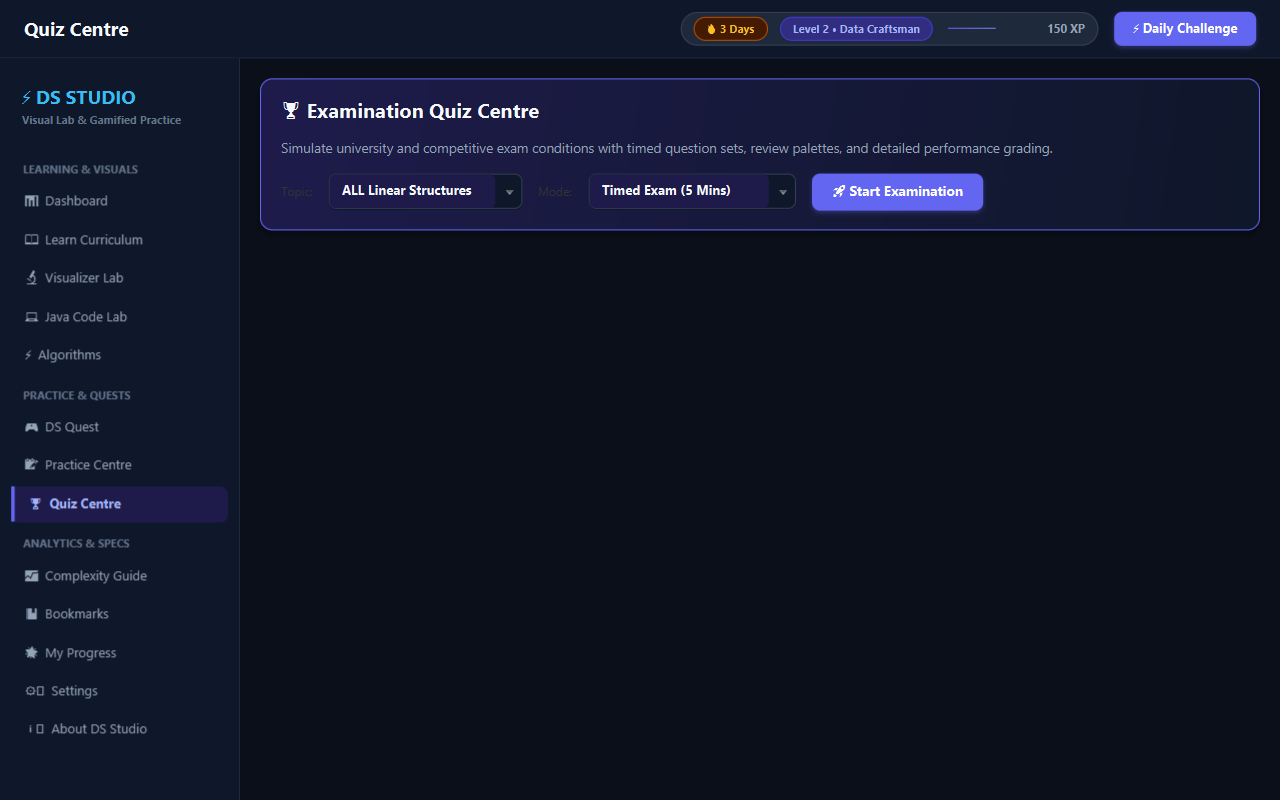 Quiz Centre
3 Days
Level 2 • Data Craftsman
150 XP
⚡ Daily Challenge
⚡ DS STUDIO
Visual Lab & Gamified Practice
LEARNING & VISUALS
Dashboard
Learn Curriculum
Visualizer Lab
Java Code Lab
⚡ Algorithms
PRACTICE & QUESTS
DS Quest
Practice Centre
Quiz Centre
ANALYTICS & SPECS
Complexity Guide
Bookmarks
My Progress
Settings
About DS Studio
🏆 Examination Quiz Centre
Simulate university and competitive exam conditions with timed question sets, review palettes, and detailed performance grading.
Topic: ALL Linear Structures Mode: Timed Exam (5 Mins) 🚀 Start Examination